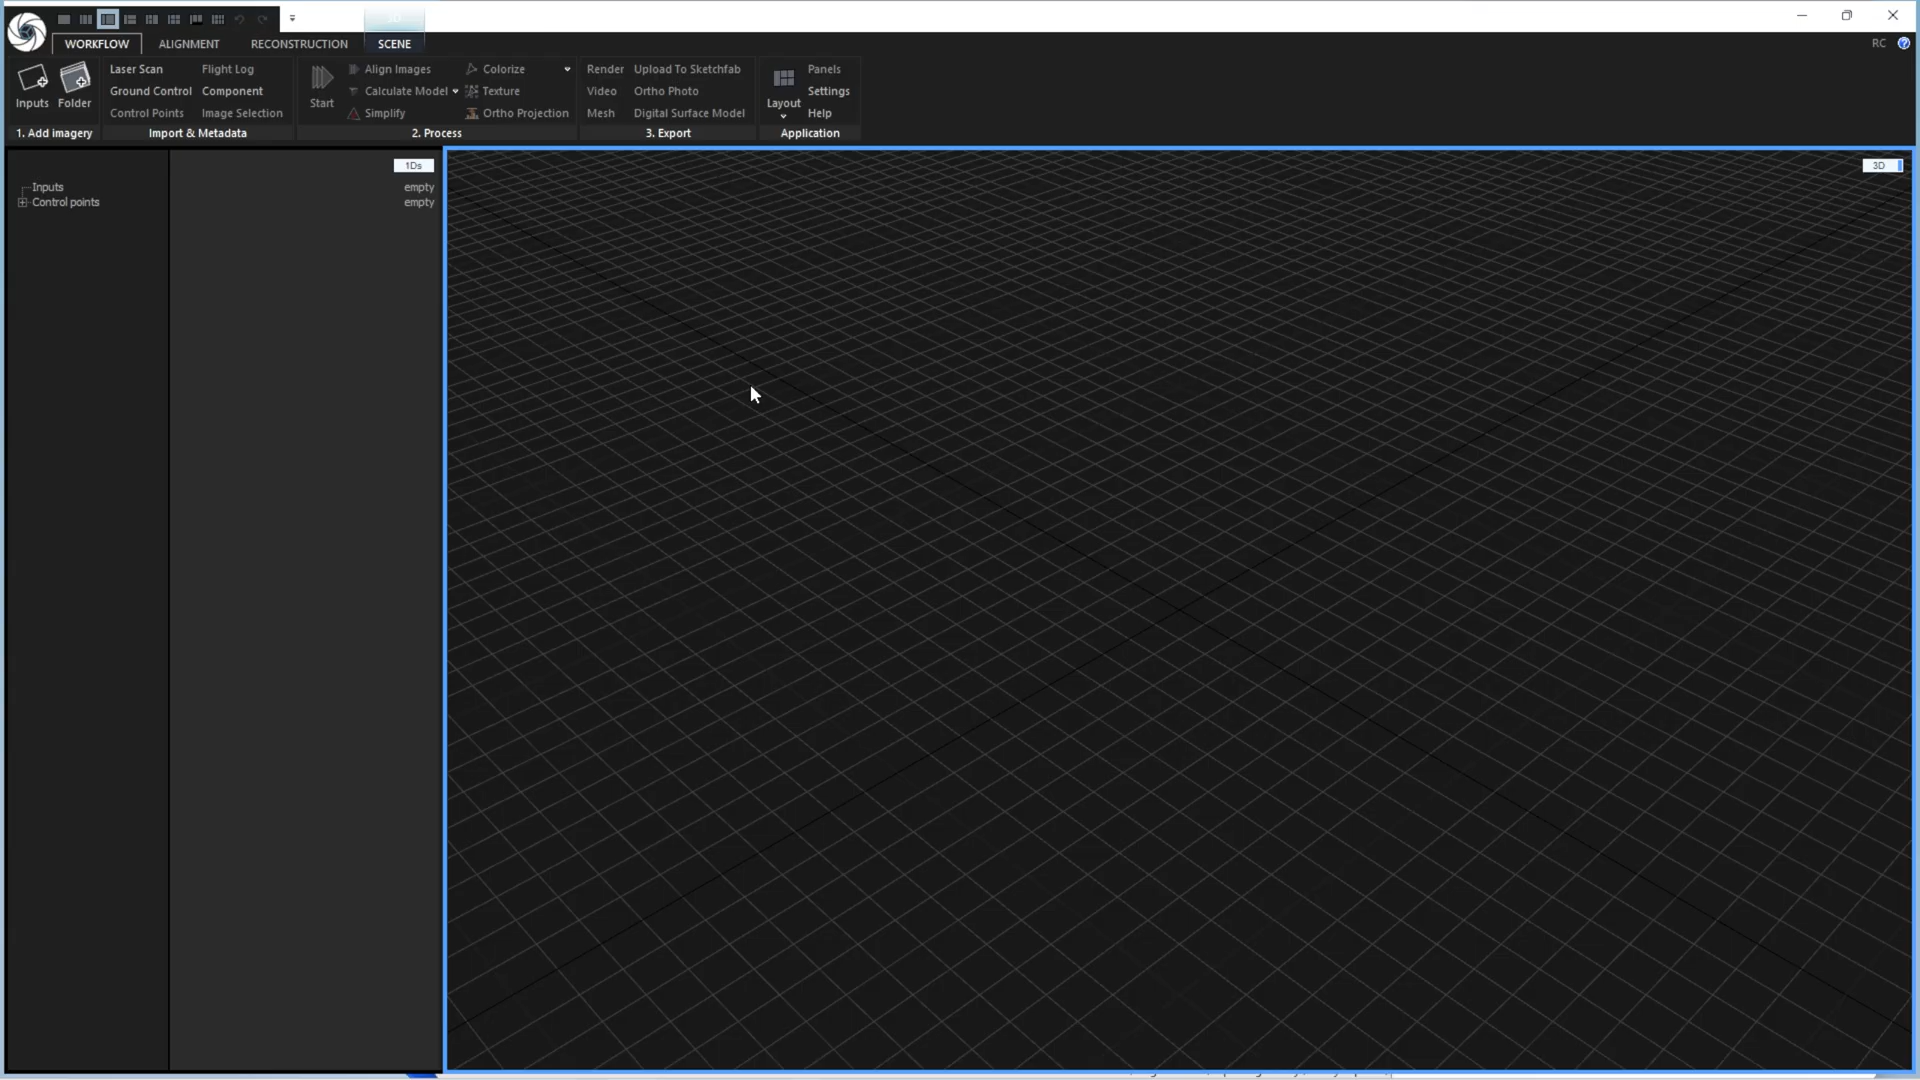 3D
WORKFLOW ALIGNMENT RECONSTRUCTION SCENE RC
Laser Scan Flight Log Align Images Colorize Render Upload To Sketchfab Panels
Ground Control Component Calculate Model Texture Video Ortho Photo Settings
Inputs Folder Start Layout
Control Points Image Selection Simplify Ortho Projection Mesh Digital Surface Model Help
1. Add imagery Import & Metadata 2. Process 3. Export Application
1Ds 3D
Inputs empty
Control points empty